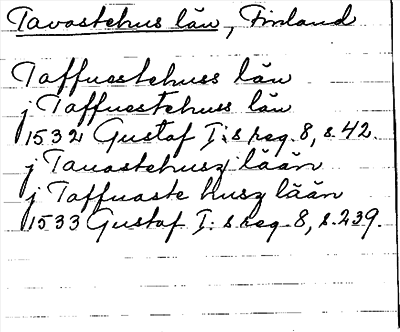 Tavastehus län, Finland
Taffuestehuss län
j Taffuestehuss län
1532 Gustaf I:s reg. 8, s. 42.
j Tauastehusz lään
j Taffuaste husz lään
1533 Gustaf I: s reg. 8, s. 239.